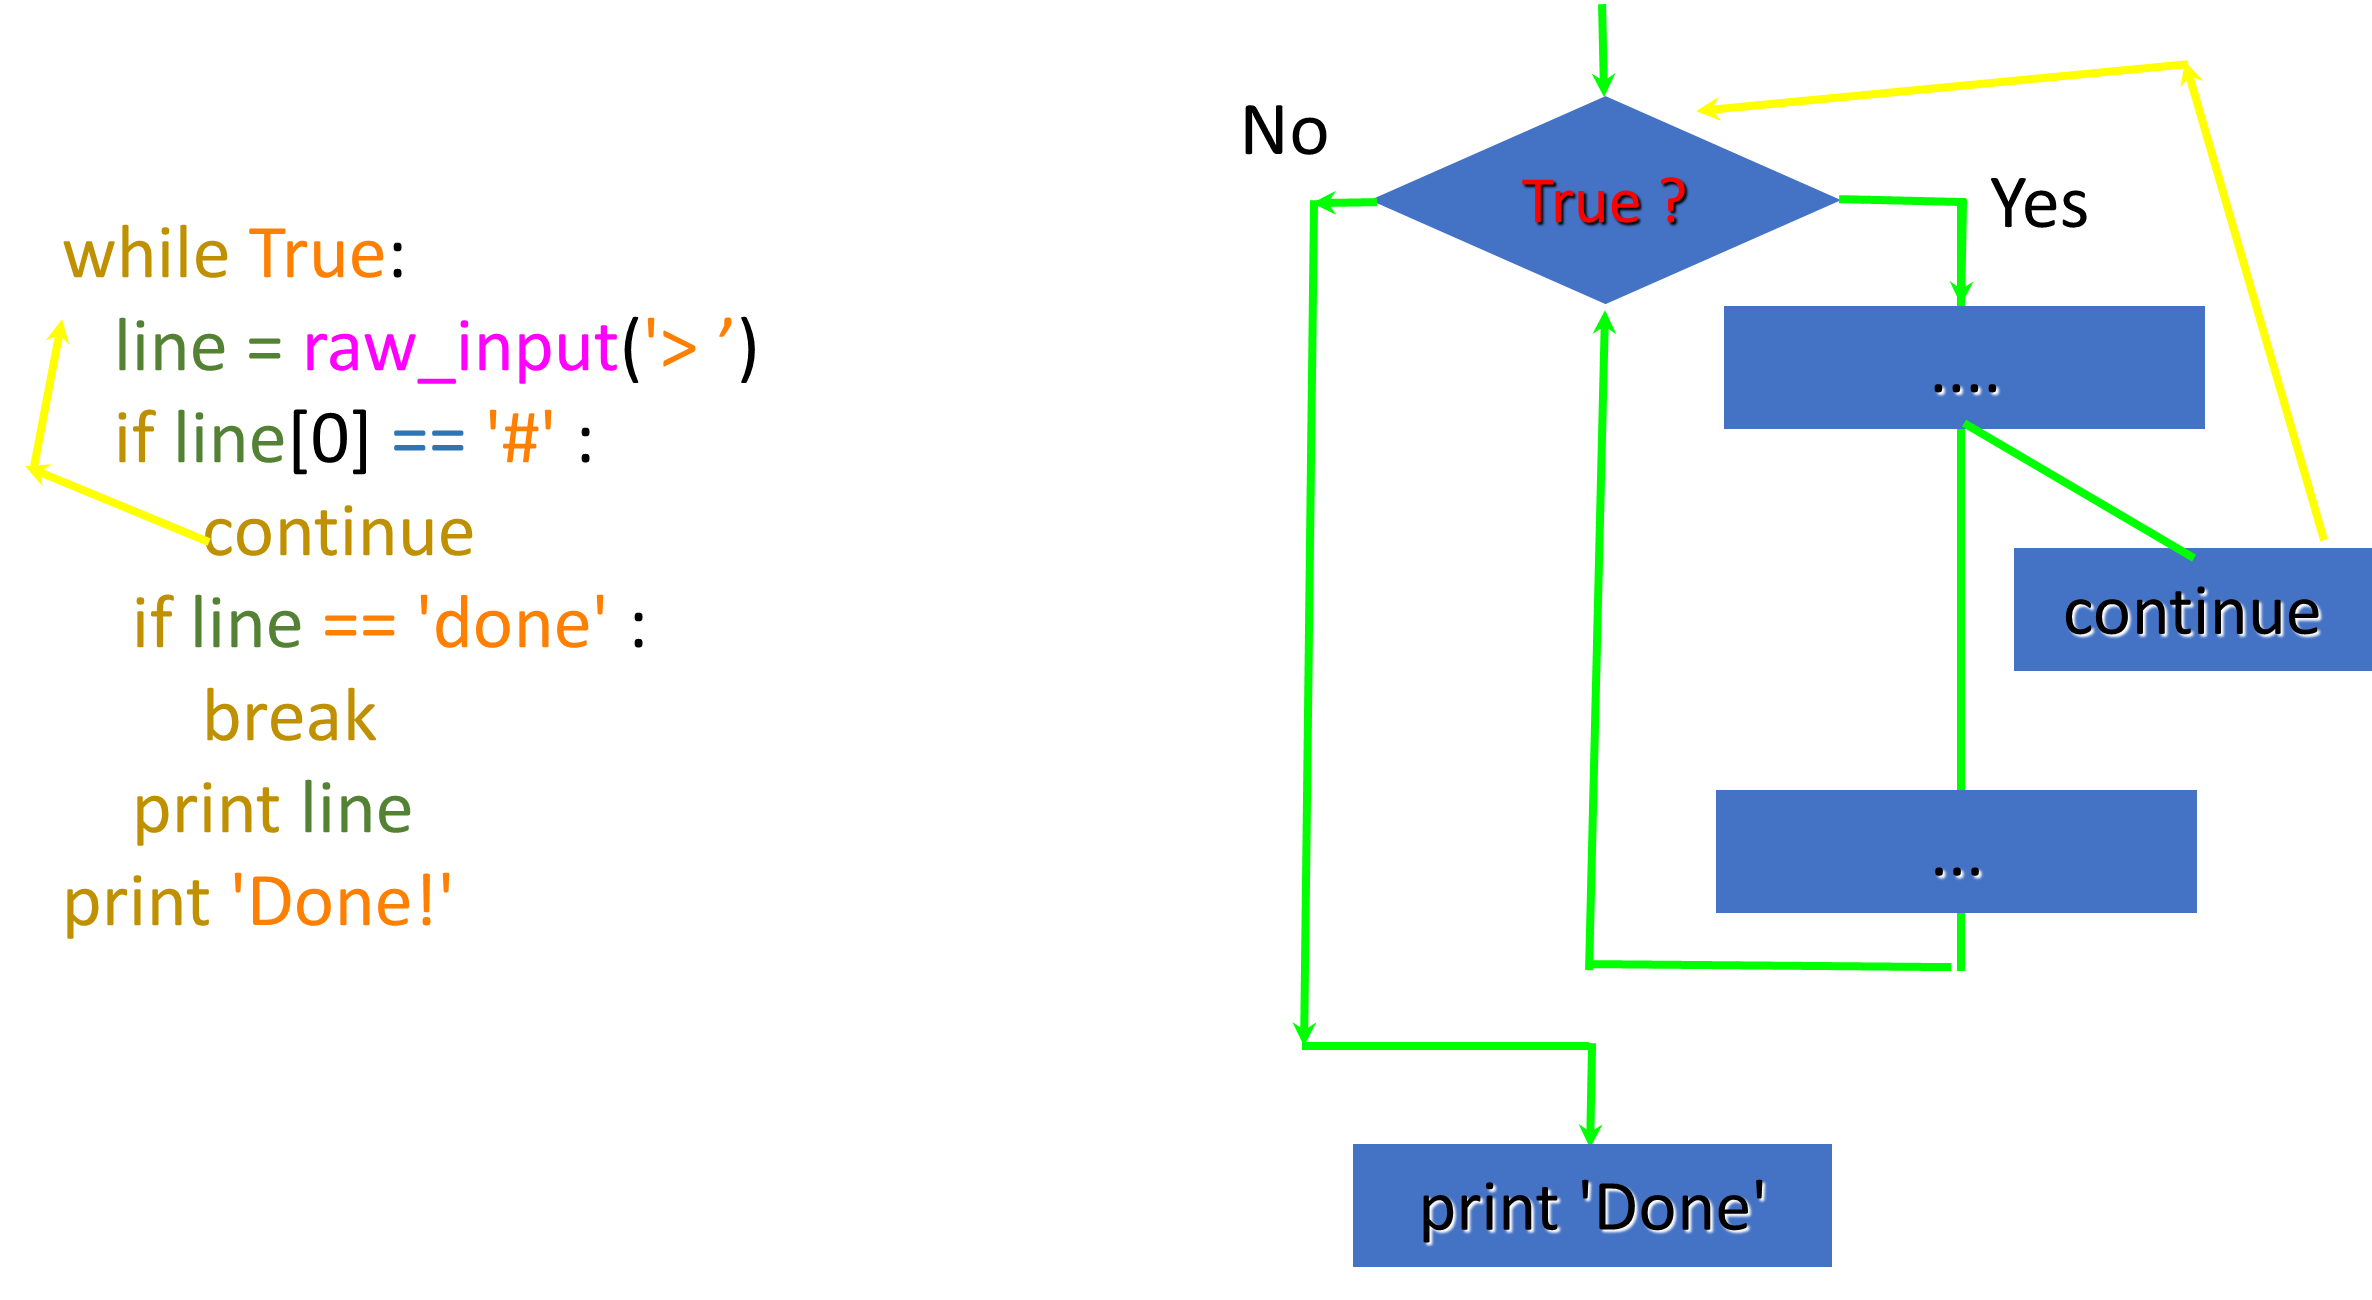 while True:
line = raw_input('> ’)
if line[0] == '#' :
continue
if line == 'done' :
break
print line
print 'Done!'
No
True ?
Yes
....
continue
...
print 'Done'